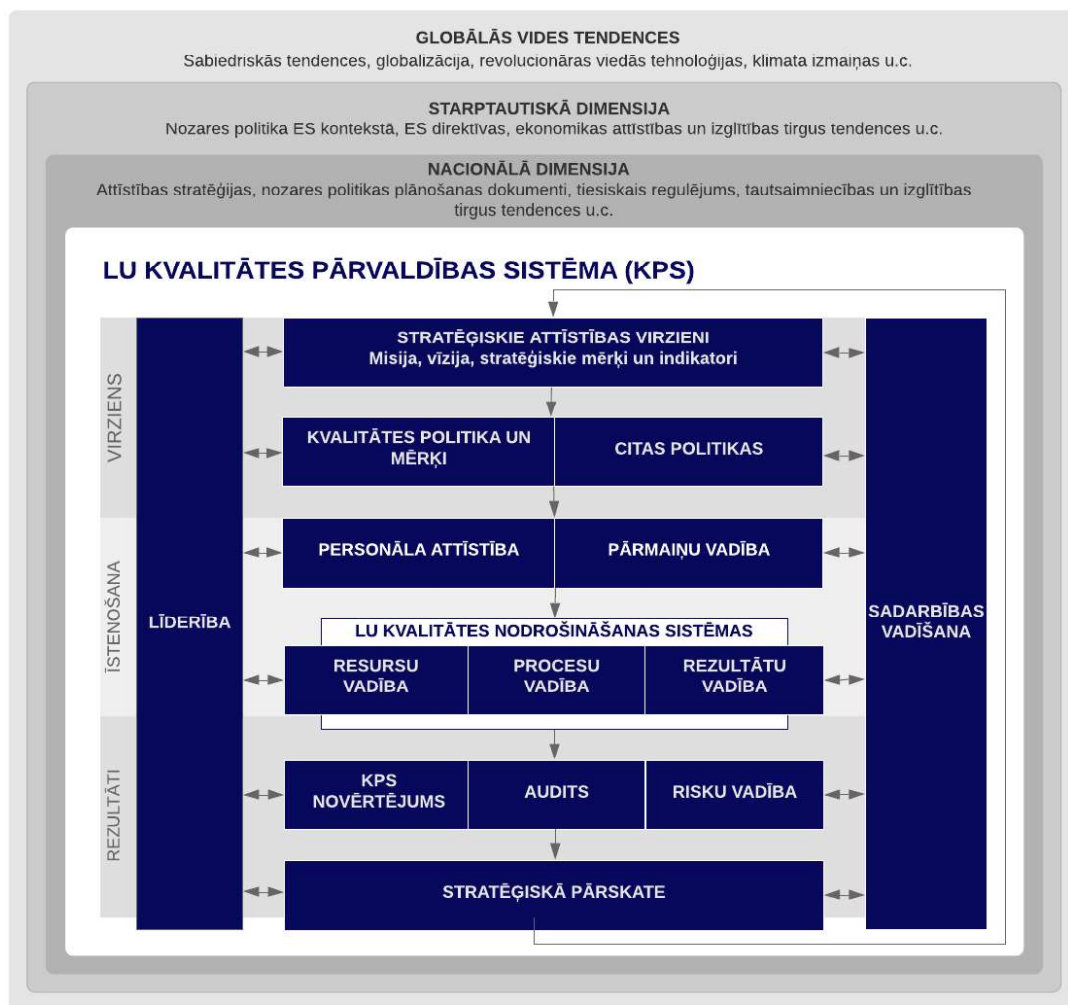 GLOBĀLĀS VIDES TENDENCES
Sabiedriskās tendences, globalizācija, revolucionāras viedās tehnoloģijas, klimata izmaiņas u.c.
STARPTAUTISKĀ DIMENSIJA
Nozares politika ES kontekstā, ES direktīvas, ekonomikas attīstības un izglītības tirgus tendences u.c.
NACIONĀLĀ DIMENSIJA
Attīstības stratēģijas, nozares politikas plānošanas dokumenti, tiesiskais regulējums, tautsaimniecības un izglītības
tirgus tendences u.c.
LU KVALITĀTES PĀRVALDĪBAS SISTĒMA (KPS)
VIRZIENS
STRATĒĢISKIE ATTĪSTĪBAS VIRZIENI
Misija, vīzija, stratēģiskie mērķi un indikatori
KVALITĀTES POLITIKA UN
MĒRĶI
CITAS POLITIKAS
ĪSTENOŠANA
PERSONĀLA ATTĪSTĪBA
PĀRMAIŅU VADĪBA
LĪDERĪBA
SADARBĪBAS
VADĪŠANA
LU KVALITĀTES NODROŠINĀŠANAS SISTĒMAS
RESURSU
VADĪBA
PROCESU
VADĪBA
REZULTĀTU
VADĪBA
REZULTĀTI
KPS
NOVĒRTĒJUMS
AUDITS
RISKU VADĪBA
STRATĒĢISKĀ PĀRSKATE